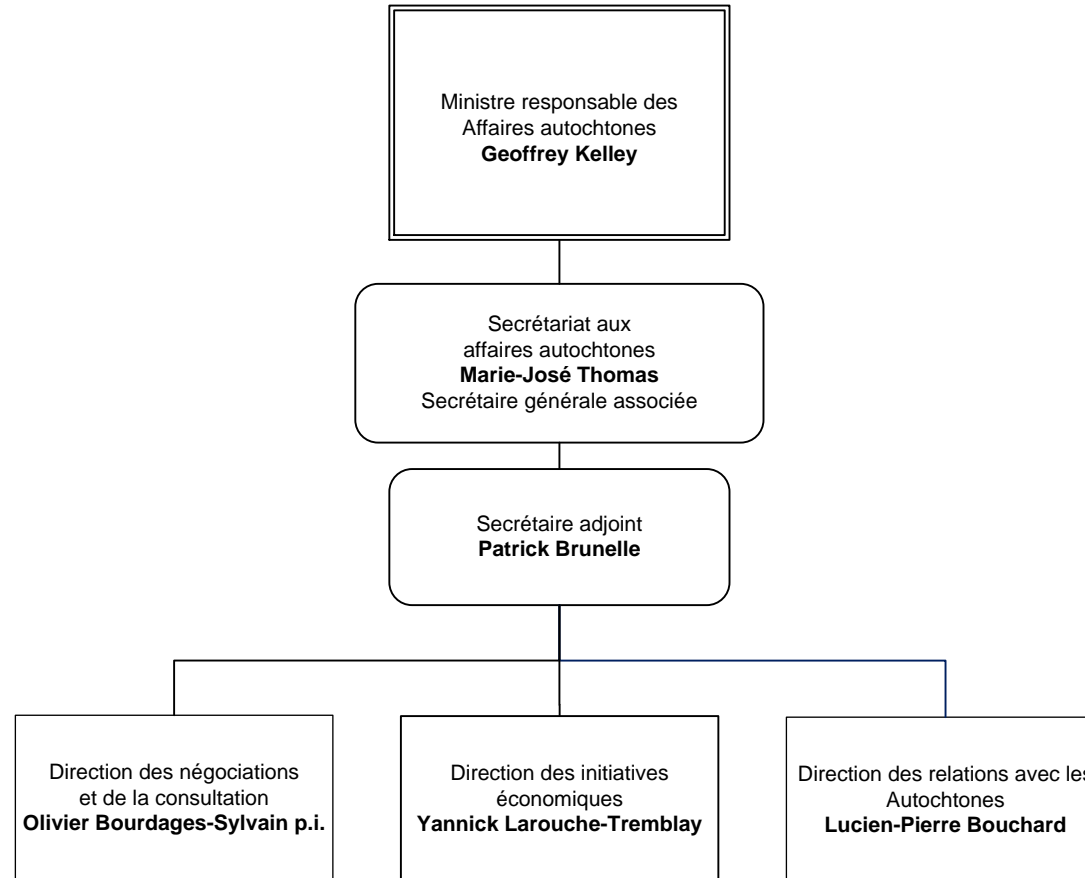 Ministre responsable des
Affaires autochtones
Geoffrey Kelley
Secrétariat aux
affaires autochtones
Marie-José Thomas
Secrétaire générale associée
Secrétaire adjoint
Patrick Brunelle
Direction des négociations
et de la consultation
Olivier Bourdages-Sylvain p.i.
Direction des initiatives
économiques
Yannick Larouche-Tremblay
Direction des relations avec les
Autochtones
Lucien-Pierre Bouchard